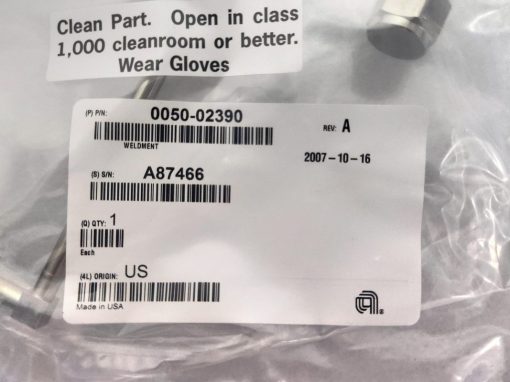 Clean Part. Open in class
1,000 cleanroom or better.
Wear Gloves
(P) P/N: 0050-02390
WELDMENT
REV: A
2007-10-16
(S) S/N: A87466
(Q) QTY: 1
Each
(4L) ORIGIN: US
Made in USA
®